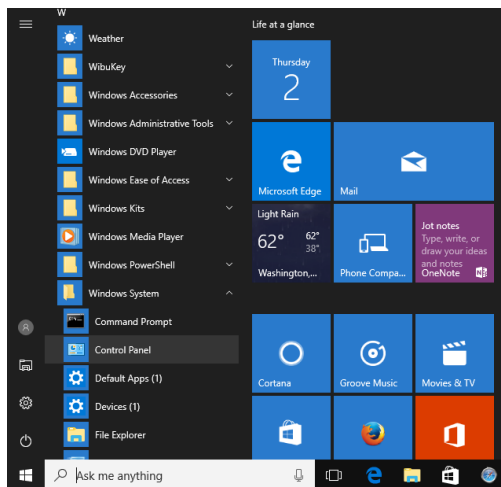 W
Weather
WibuKey
Windows Accessories
Windows Administrative Tools
Windows DVD Player
Windows Ease of Access
Windows Kits
Windows Media Player
Windows PowerShell
Windows System
Command Prompt
Control Panel
Default Apps (1)
Devices (1)
File Explorer
Ask me anything
Life at a glance
Thursday
2
Microsoft Edge
Mail
Light Rain
62°
62°
38°
Washington,...
Phone Compa...
Jot notes
Type, write, or
draw your ideas
and notes
OneNote
Cortana
Groove Music
Movies & TV